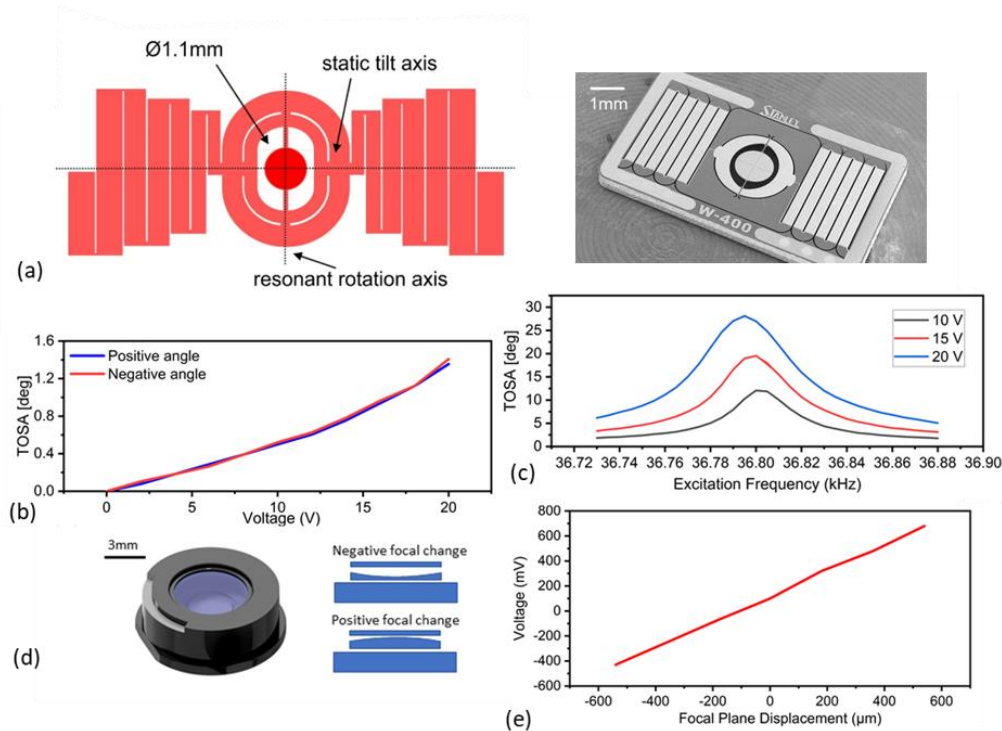 Ø1.1mm
static tilt axis
resonant rotation axis
(a)
1mm
STANLEY
W-400
1.6
1.2
0.8
0.4
0.0
TOSA [deg]
Positive angle
Negative angle
0
5
10
15
20
Voltage (V)
(b)
30
25
20
15
10
5
0
TOSA [deg]
10 V
15 V
20 V
36.72 36.74 36.76 36.78 36.80 36.82 36.84 36.86 36.88 36.90
Excitation Frequency (kHz)
(c)
3mm
Negative focal change
Positive focal change
(d)
800
600
400
200
0
-200
-400
-600
Voltage (mV)
-600 -400 -200 0 200 400 600
Focal Plane Displacement (µm)
(e)